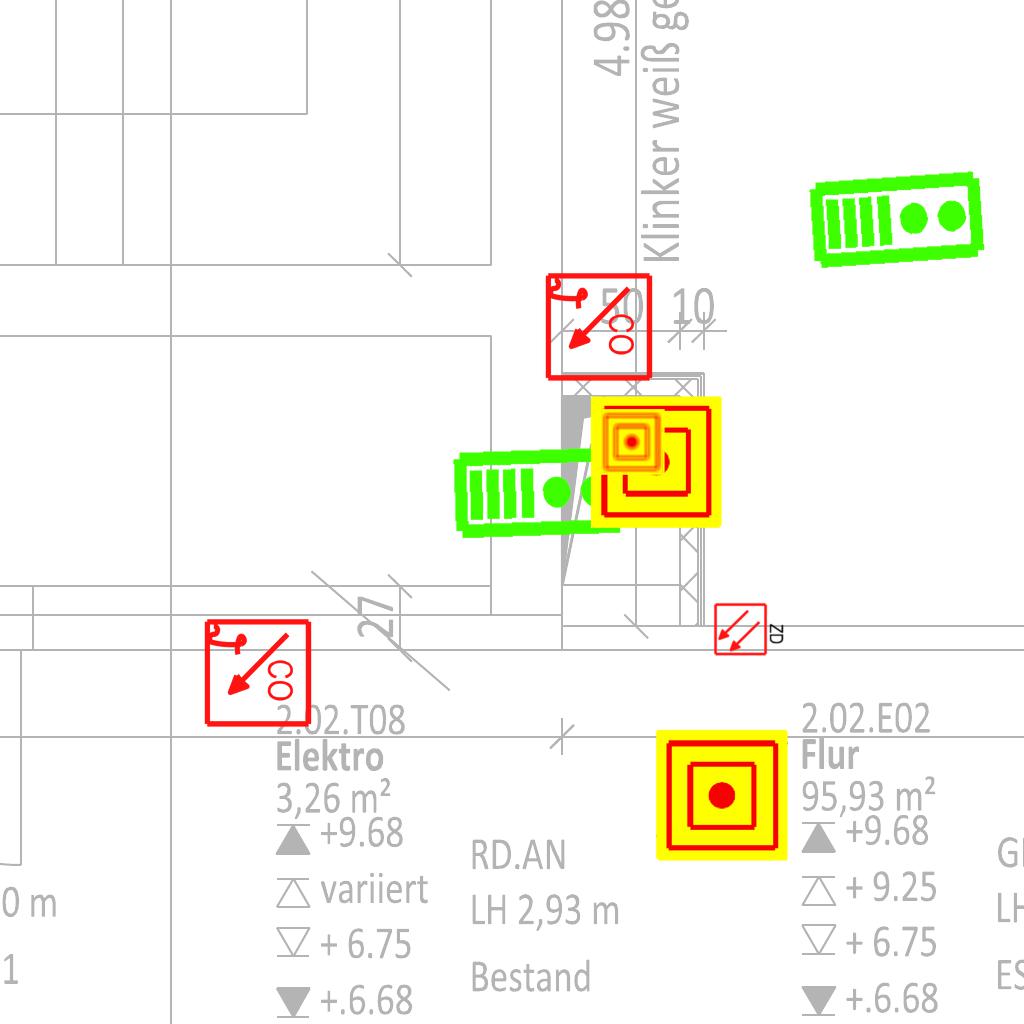 4.98
Klinker weiß ge
50
10
CO
27
CO
ZD
2.02.T08
Elektro
3,26 m²
+9.68
variiert
+ 6.75
+.6.68
RD.AN
LH 2,93 m
Bestand
2.02.E02
Flur
95,93 m²
+9.68
+ 9.25
+ 6.75
+.6.68
LH
ES
0 m
1